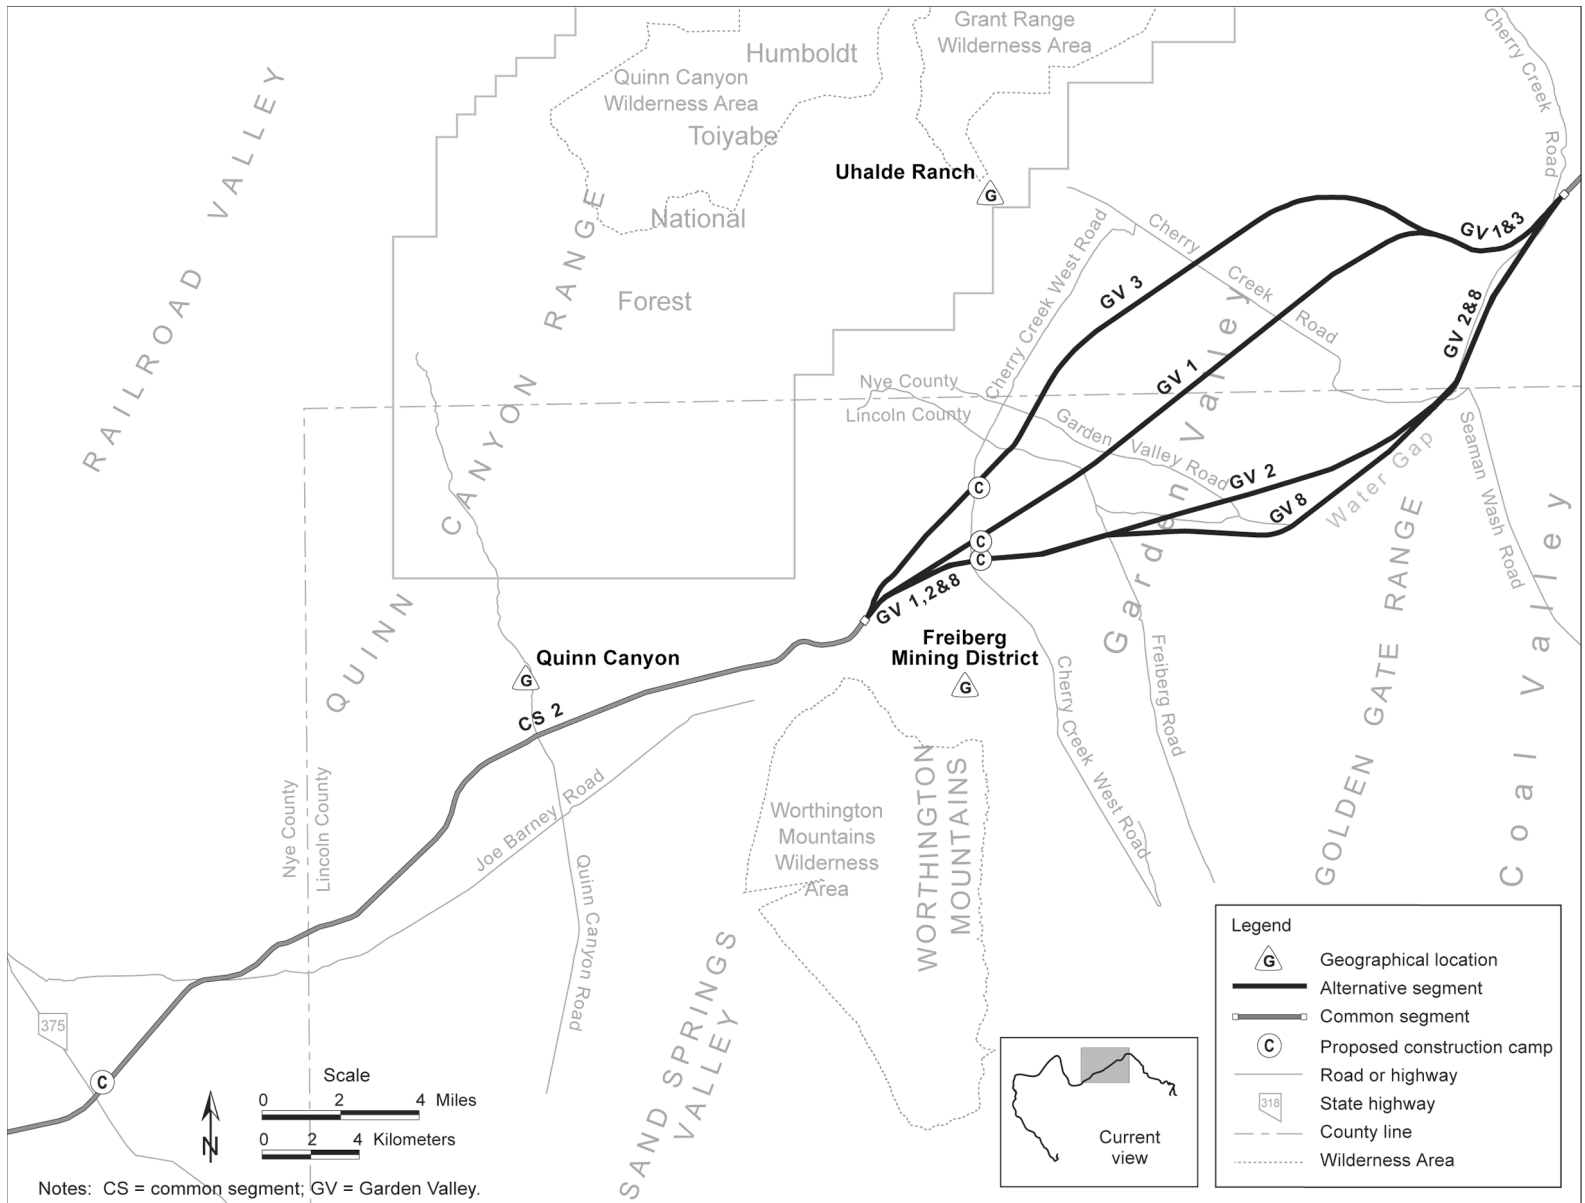 Grant Range
Wilderness Area
Humboldt
Quinn Canyon
Wilderness Area
Toiyabe
National
Forest
Cherry Creek Road
RAILROAD VALLEY
Uhalde Ranch
G
QUINN CANYON RANGE
Cherry Creek West Road
Cherry Creek Road
GV 1&3
GV 3
GV 2&8
GV 1
Nye County
Lincoln County
Garden Valley Road
Garden Valley
GV 2
GV 8
Water Gap
Seaman Wash Road
C
C
C
GV 1,2&8
Quinn Canyon
G
Freiberg
Mining District
G
CS 2
Cherry Creek West Road
Freiberg Road
GOLDEN GATE RANGE
Coal Valley
Nye County
Lincoln County
Joe Barney Road
Quinn Canyon Road
Worthington
Mountains
Wilderness
Area
WORTHINGTON
MOUNTAINS
SAND SPRINGS
VALLEY
375
C
N
Scale
0 2 4 Miles
0 2 4 Kilometers
Notes: CS = common segment; GV = Garden Valley.
Current
view
Legend
G Geographical location
Alternative segment
Common segment
C Proposed construction camp
Road or highway
318 State highway
County line
Wilderness Area